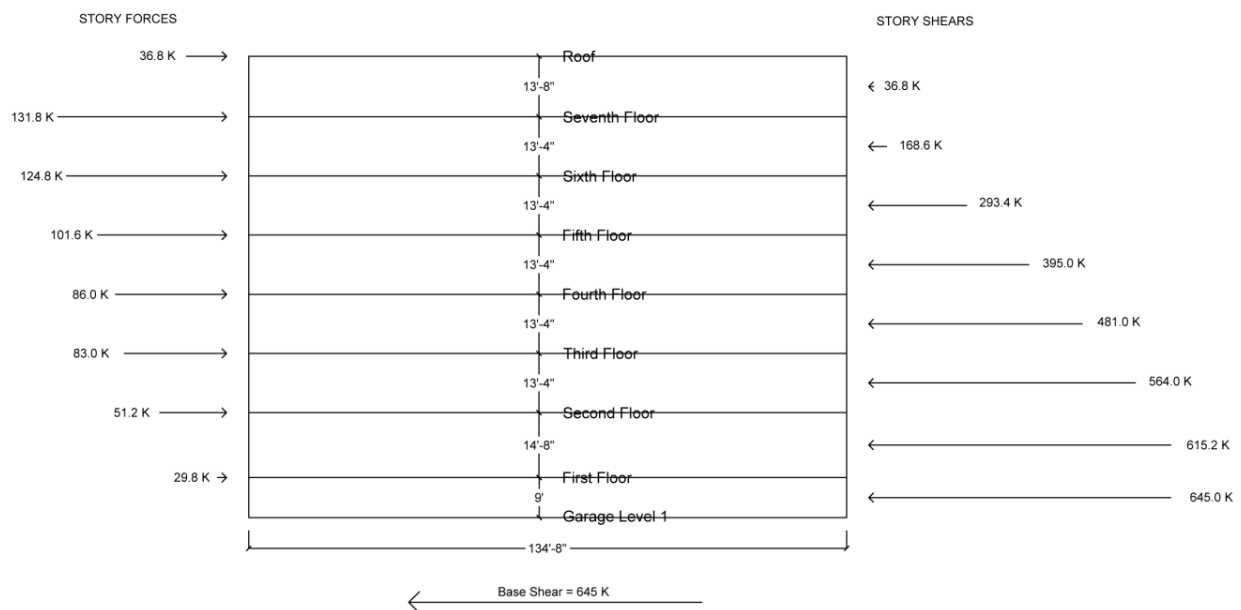 STORY FORCES
STORY SHEARS
36.8 K
Roof
13'-8"
36.8 K
131.8 K
Seventh Floor
13'-4"
168.6 K
124.8 K
Sixth Floor
13'-4"
293.4 K
101.6 K
Fifth Floor
13'-4"
395.0 K
86.0 K
Fourth Floor
13'-4"
481.0 K
83.0 K
Third Floor
13'-4"
564.0 K
51.2 K
Second Floor
14'-8"
615.2 K
29.8 K
First Floor
9'
645.0 K
Garage Level 1
134'-8"
Base Shear = 645 K